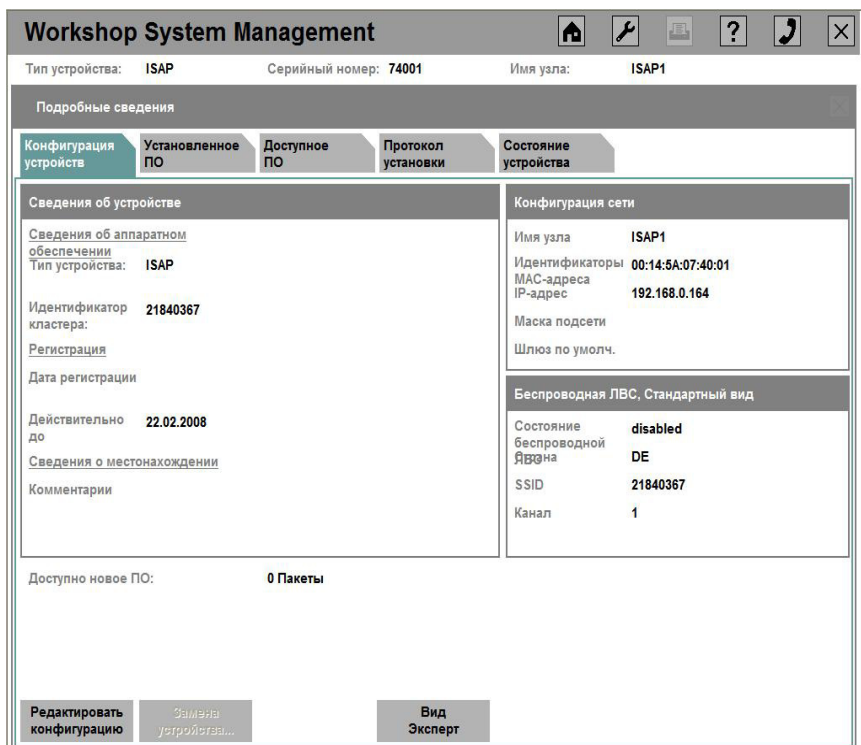 Workshop System Management
Тип устройства: ISAP Серийный номер: 74001 Имя узла: ISAP1
Подробные сведения
Конфигурация устройств
Установленное ПО
Доступное ПО
Протокол установки
Состояние устройства
Сведения об устройстве
Сведения об аппаратном
обеспечении
Тип устройства: ISAP
Идентификатор кластера: 21840367
Регистрация
Дата регистрации
Действительно до 22.02.2008
Сведения о местонахождении
Комментарии
Конфигурация сети
Имя узла ISAP1
Идентификаторы MAC-адреса 00:14:5A:07:40:01
IP-адрес 192.168.0.164
Маска подсети
Шлюз по умолч.
Беспроводная ЛВС, Стандартный вид
Состояние беспроводной ЛВС disabled
Страна DE
SSID 21840367
Канал 1
Доступно новое ПО: 0 Пакеты
Редактировать конфигурацию
Замена устройства...
Вид Эксперт